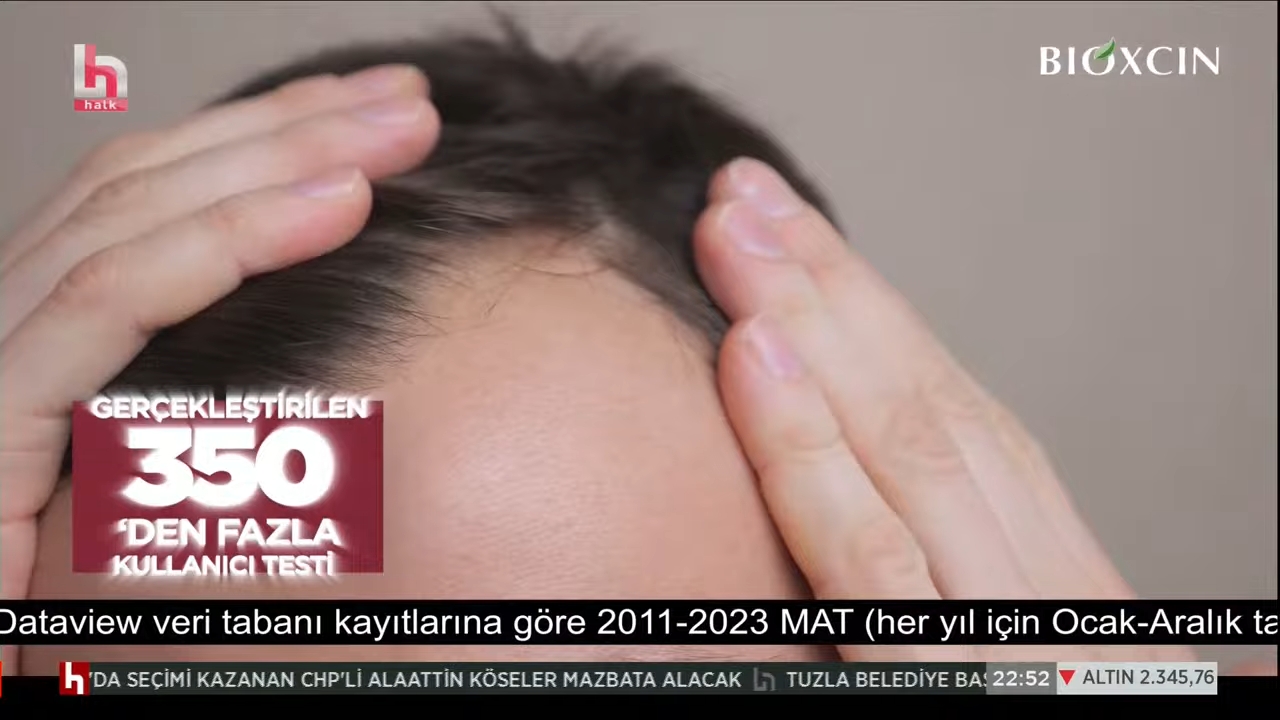 halk
BIOXCIN
GERÇEKLEŞTİRİLEN
350
'DEN FAZLA
KULLANICI TESTİ
Dataview veri tabanı kayıtlarına göre 2011-2023 MAT (her yıl için Ocak-Aralık ta
'DA SEÇİMİ KAZANAN CHP'Lİ ALAATTİN KÖSELER MAZBATA ALACAK TUZLA BELEDİYE BAŞ 22:52 ALTIN 2.345,76